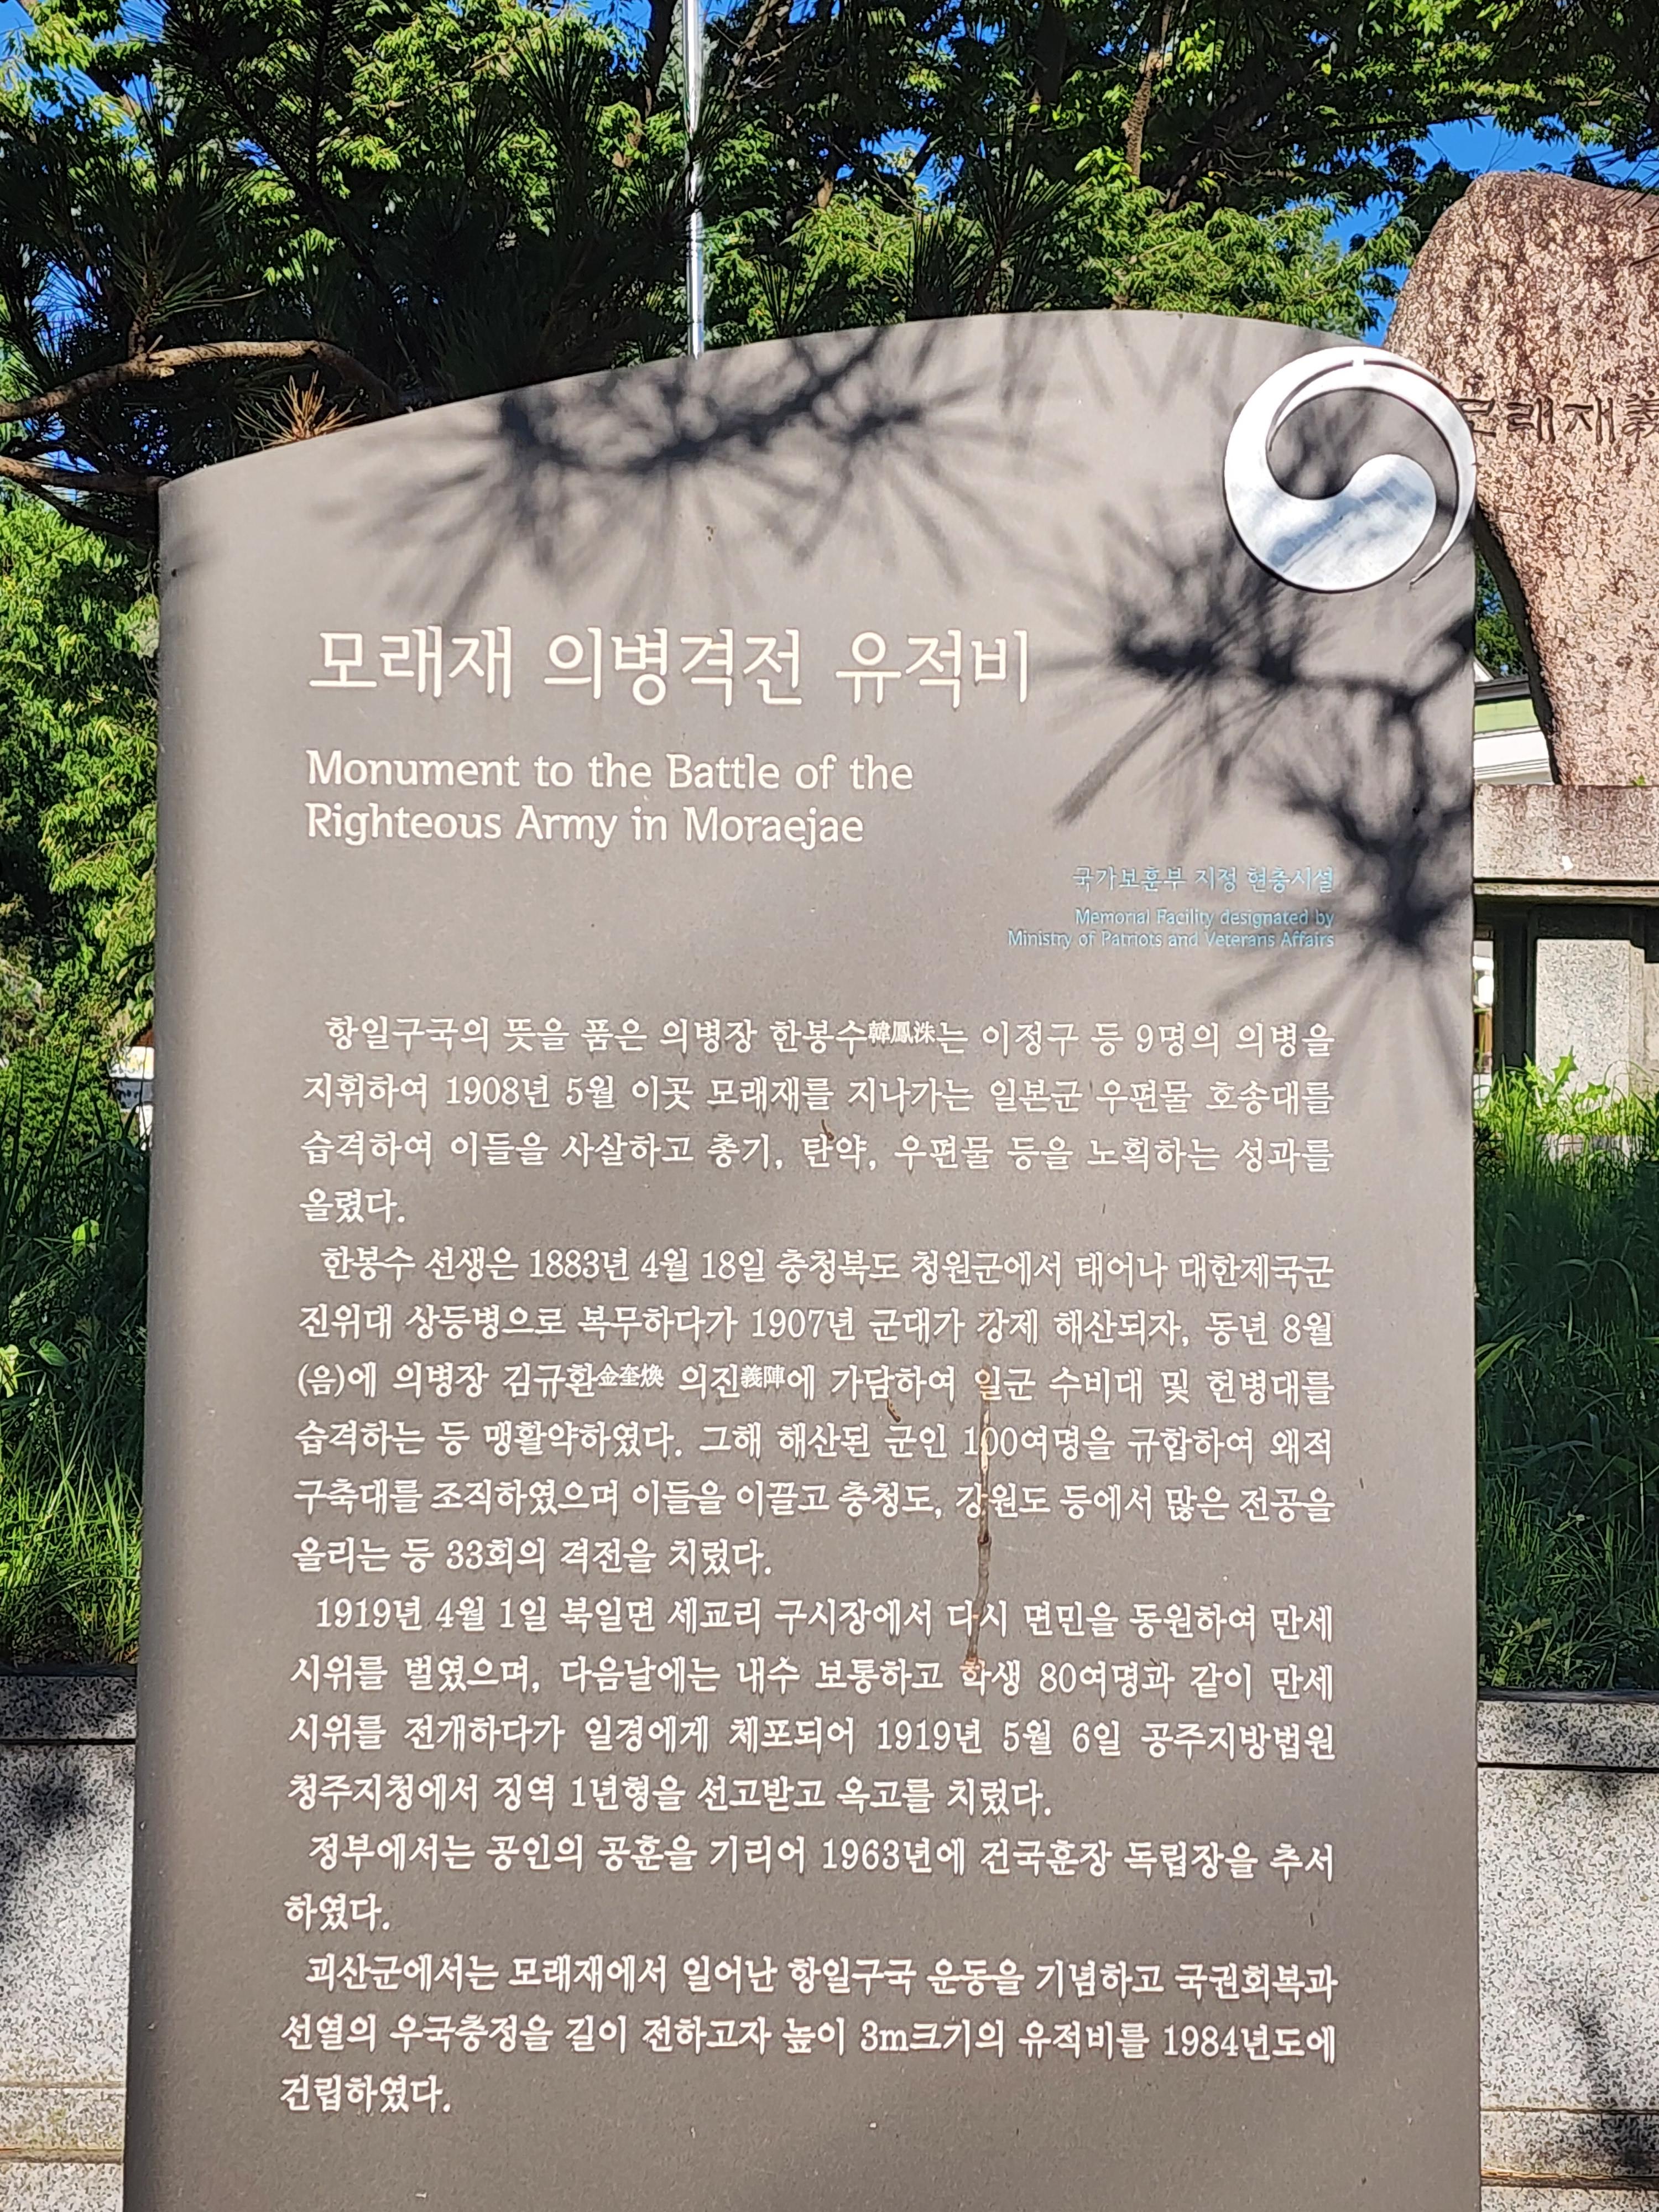 모래재義
모래재 의병격전 유적비
Monument to the Battle of the
Righteous Army in Moraejae
국가보훈부 지정 현충시설
Memorial Facility designated by
Ministry of Patriots and Veterans Affairs
항일구국의 뜻을 품은 의병장 한봉수韓鳳洙는 이정구 등 9명의 의병을
지휘하여 1908년 5월 이곳 모래재를 지나가는 일본군 우편물 호송대를
습격하여 이들을 사살하고 총기, 탄약, 우편물 등을 노획하는 성과를
올렸다.
한봉수 선생은 1883년 4월 18일 충청북도 청원군에서 태어나 대한제국군
진위대 상등병으로 복무하다가 1907년 군대가 강제 해산되자, 동년 8월
(음)에 의병장 김규환金奎煥 의진義陣에 가담하여 일군 수비대 및 헌병대를
습격하는 등 맹활약하였다. 그해 해산된 군인 100여명을 규합하여 왜적
구축대를 조직하였으며 이들을 이끌고 충청도, 강원도 등에서 많은 전공을
올리는 등 33회의 격전을 치렀다.
1919년 4월 1일 북일면 세교리 구시장에서 다시 면민을 동원하여 만세
시위를 벌였으며, 다음날에는 내수 보통하고 학생 80여명과 같이 만세
시위를 전개하다가 일경에게 체포되어 1919년 5월 6일 공주지방법원
청주지청에서 징역 1년형을 선고받고 옥고를 치렀다.
정부에서는 공인의 공훈을 기리어 1963년에 건국훈장 독립장을 추서
하였다.
괴산군에서는 모래재에서 일어난 항일구국 운동을 기념하고 국권회복과
선열의 우국충정을 길이 전하고자 높이 3m크기의 유적비를 1984년도에
건립하였다.